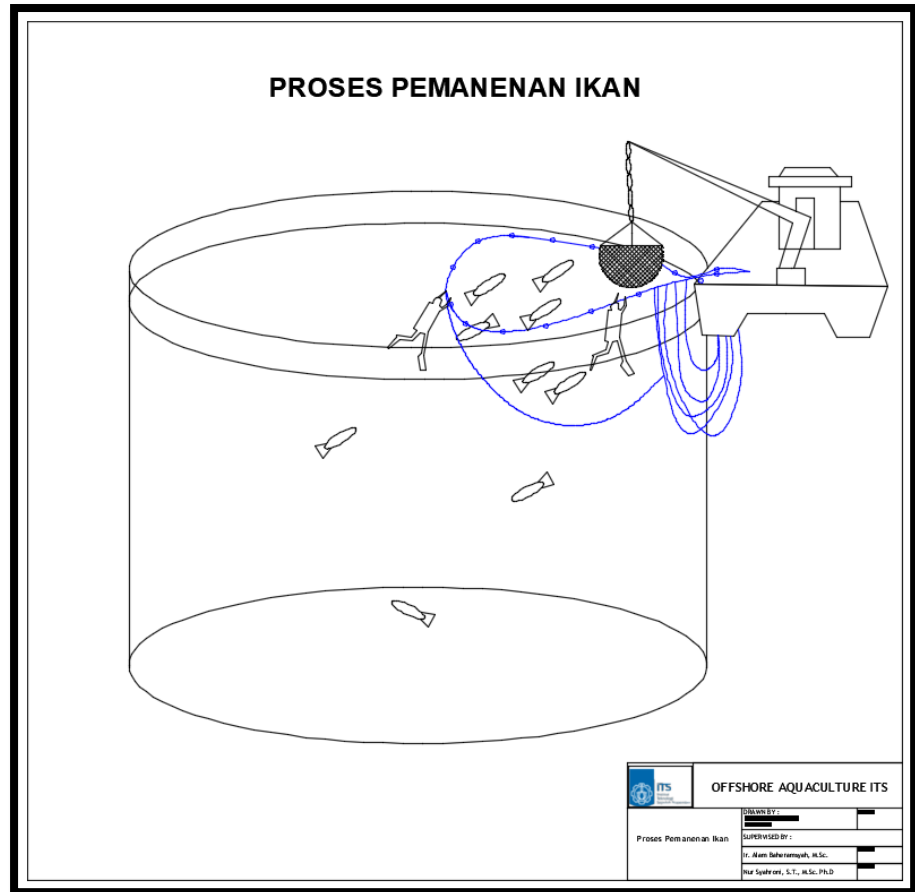 PROSES PEMANENAN IKAN
ITS
OFFSHORE AQUACULTURE ITS
DRAWN BY :
Proses Pemanenan Ikan
SUPERVISED BY :
Ir. Alam Baheramsyah, M.Sc.
Nur Syahroni, S.T., M.Sc. Ph.D